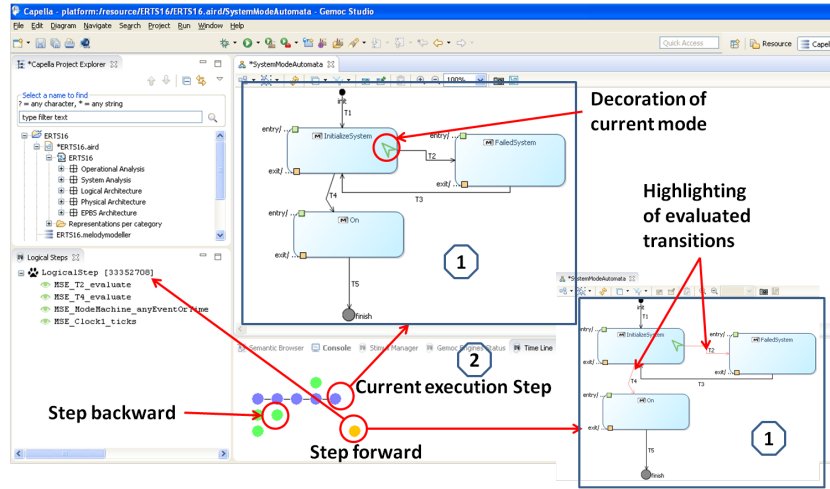 Capella - platform:/resource/ERTS16/ERTS16.aird/SystemModeAutomata - Gemoc Studio
File Edit Diagram Navigate Search Project Run Window Help
Quick Access
Resource
Capel
*Capella Project Explorer
Select a name to find
? = any character, * = any string
type filter text
ERTS16
*ERTS16.aird
ERTS16
Operational Analysis
System Analysis
Logical Architecture
Physical Architecture
EPBS Architecture
Representations per category
ERTS16.melodymodeller
Logical Steps
LogicalStep [33352708]
MSE_T2_evaluate
MSE_T4_evaluate
MSE_ModeMachine_anyEventOrTime
MSE_Clock1_ticks
*SystemModeAutomata
100%
init
T1
entry/ ...
InitializeSystem
exit/ ...
T2
entry/ ...
FailedSystem
exit/ ...
T3
T4
entry/ ...
On
exit/ ...
T5
finish
1
Decoration of
current mode
Highlighting
of evaluated
transitions
Semantic Browser
Console
Stimuli Manager
Gemoc Engines Status
Time Line
2
Current execution Step
Step backward
Step forward
*SystemModeAutomata
init
T1
entry/ ...
InitializeSystem
exit/ ...
T2
entry/ ...
FailedSystem
exit/ ...
T3
T4
entry/ ...
On
exit/ ...
T5
finish
1